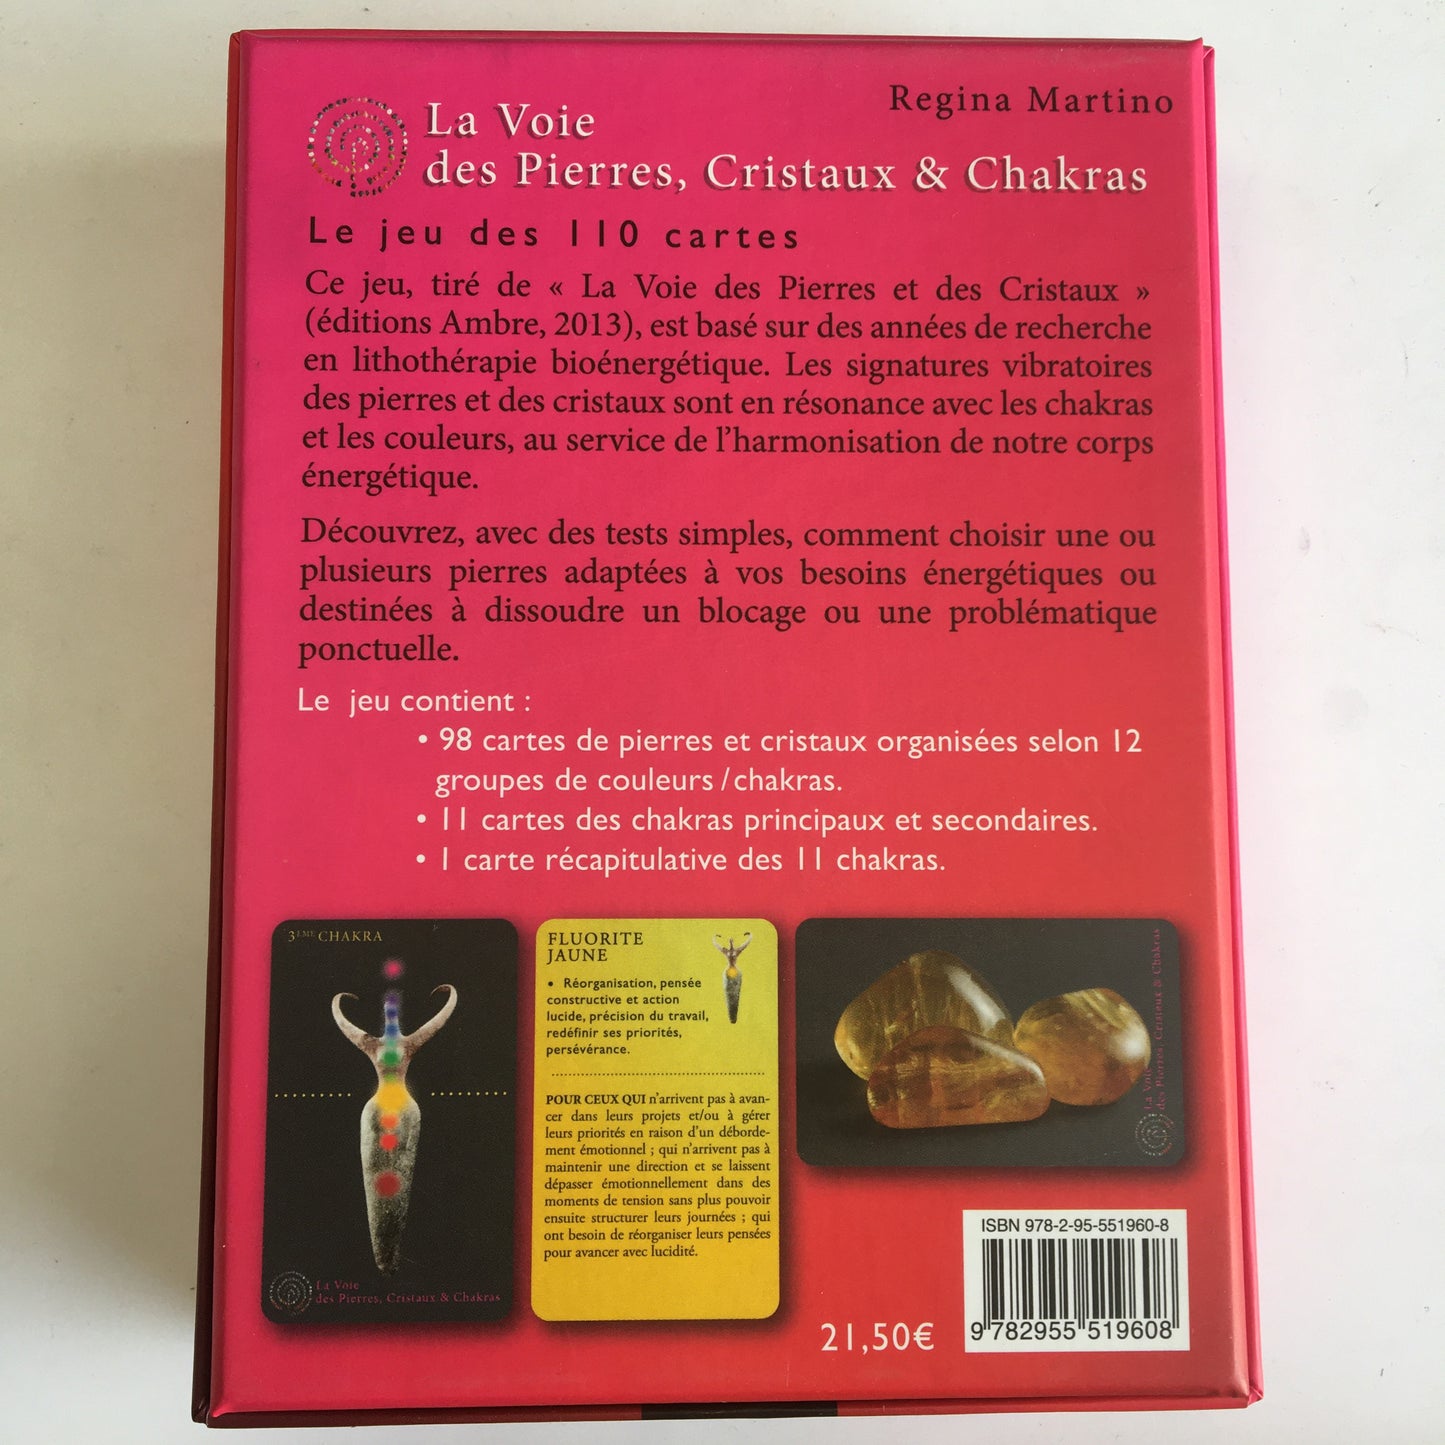 Regina Martino
La Voie
des Pierres, Cristaux & Chakras
Le jeu des 110 cartes
Ce jeu, tiré de « La Voie des Pierres et des Cristaux »
(éditions Ambre, 2013), est basé sur des années de recherche
en lithothérapie bioénergétique. Les signatures vibratoires
des pierres et des cristaux sont en résonance avec les chakras
et les couleurs, au service de l'harmonisation de notre corps
énergétique.
Découvrez, avec des tests simples, comment choisir une ou
plusieurs pierres adaptées à vos besoins énergétiques ou
destinées à dissoudre un blocage ou une problématique
ponctuelle.
Le jeu contient :
• 98 cartes de pierres et cristaux organisées selon 12
groupes de couleurs / chakras.
• 11 cartes des chakras principaux et secondaires.
• 1 carte récapitulative des 11 chakras.
3ÈME CHAKRA
La Voie
des Pierres, Cristaux & Chakras
FLUORITE
JAUNE
• Réorganisation, pensée
constructive et action
lucide, précision du travail,
redéfinir ses priorités,
persévérance.
POUR CEUX QUI n'arrivent pas à avan-
cer dans leurs projets et/ou à gérer
leurs priorités en raison d'un déborde-
ment émotionnel ; qui n'arrivent pas à
maintenir une direction et se laissent
dépasser émotionnellement dans des
moments de tension sans plus pouvoir
ensuite structurer leurs journées ; qui
ont besoin de réorganiser leurs pensées
pour avancer avec lucidité.
La Voie
des Pierres, Cristaux & Chakras
ISBN 978-2-95-551960-8
9 782955 519608
21,50€